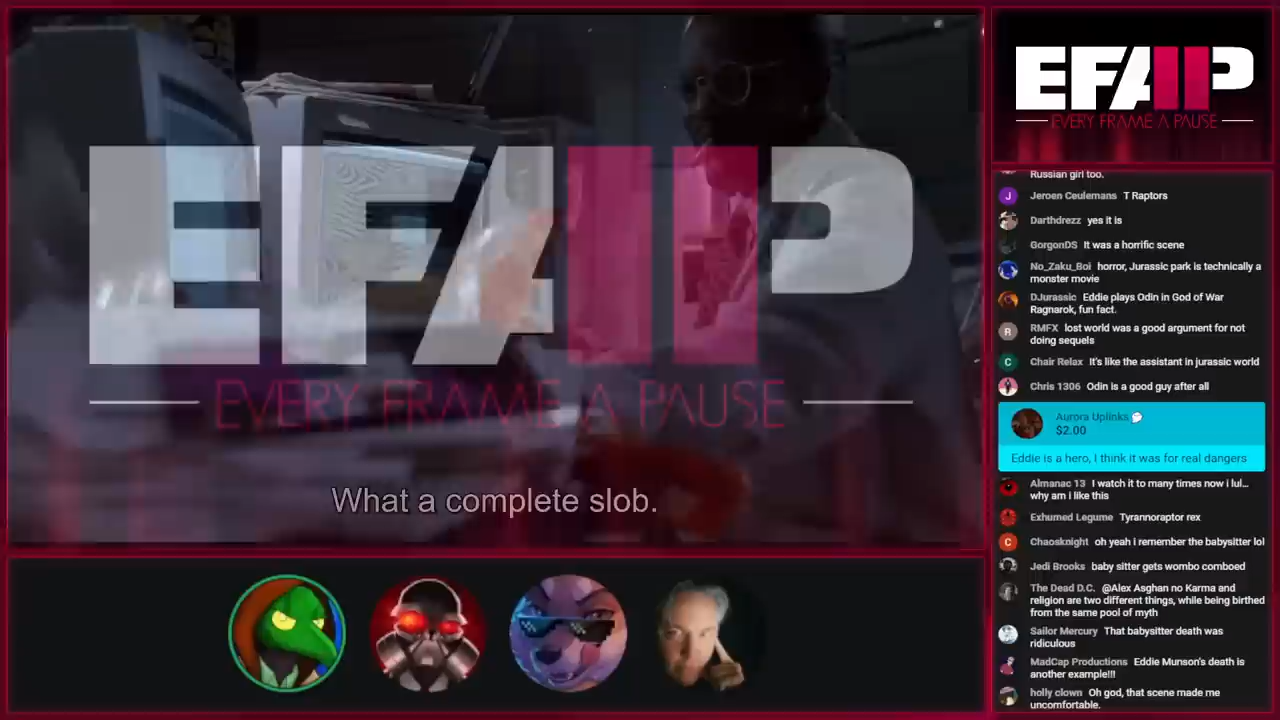 EFAP
EVERY FRAME A PAUSE
What a complete slob.
EFAP
EVERY FRAME A PAUSE
Russian girl too.
J
Jeroen Ceulemans T Raptors
Darthdrezz yes it is
GorgonDS It was a horrific scene
No_Zaku_Boi horror, Jurassic park is technically a
monster movie
DJurassic Eddie plays Odin in God of War
Ragnarok, fun fact.
R
RMFX lost world was a good argument for not
doing sequels
C
Chair Relax It's like the assistant in jurassic world
Chris 1306 Odin is a good guy after all
Aurora Uplinks
$2.00
Eddie is a hero, I think it was for real dangers
Almanac 13 I watch it to many times now i lul...
why am i like this
Exhumed Legume Tyrannoraptor rex
C
Chaosknight oh yeah i remember the babysitter lol
Jedi Brooks baby sitter gets wombo comboed
The Dead D.C. @Alex Asghan no Karma and
religion are two different things, while being birthed
from the same pool of myth
Sailor Mercury That babysitter death was
ridiculous
MadCap Productions Eddie Munson's death is
another example!!!
holly clown Oh god, that scene made me
uncomfortable.